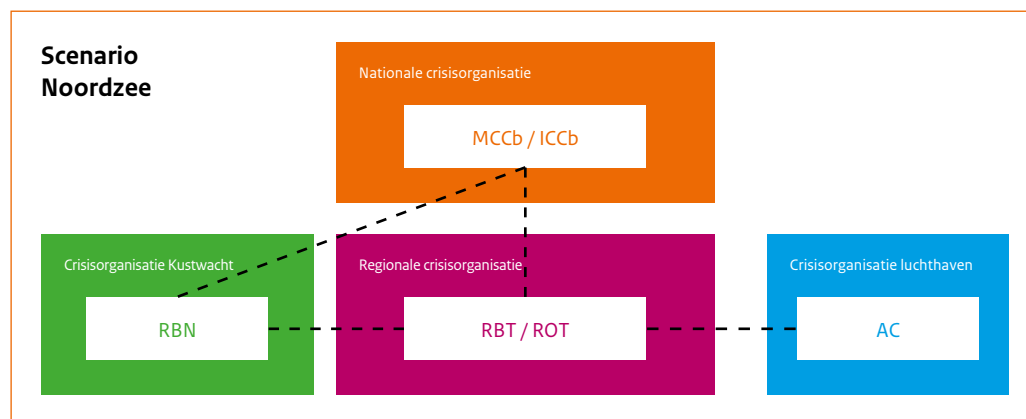 Scenario
Noordzee
Nationale crisisorganisatie
MCCb / ICCb
Crisisorganisatie Kustwacht
RBN
Regionale crisisorganisatie
RBT / ROT
Crisisorganisatie luchthaven
AC